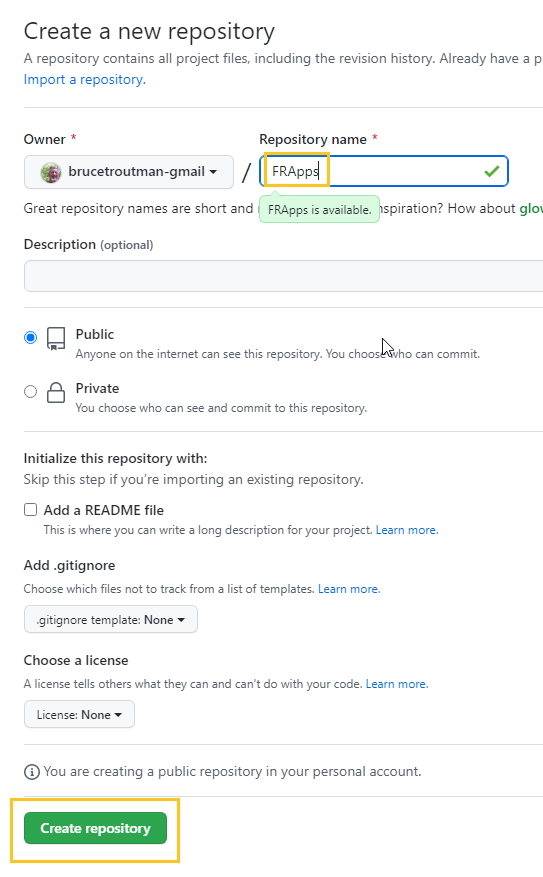 Create a new repository
A repository contains all project files, including the revision history. Already have a p
Import a repository.
Owner * Repository name *
brucetroutman-gmail / FRApps
Great repository names are short and FRApps is available. nspiration? How about glov
Description (optional)
Public
Anyone on the internet can see this repository. You choose who can commit.
Private
You choose who can see and commit to this repository.
Initialize this repository with:
Skip this step if you're importing an existing repository.
Add a README file
This is where you can write a long description for your project. Learn more.
Add .gitignore
Choose which files not to track from a list of templates. Learn more.
.gitignore template: None
Choose a license
A license tells others what they can and can't do with your code. Learn more.
License: None
You are creating a public repository in your personal account.
Create repository